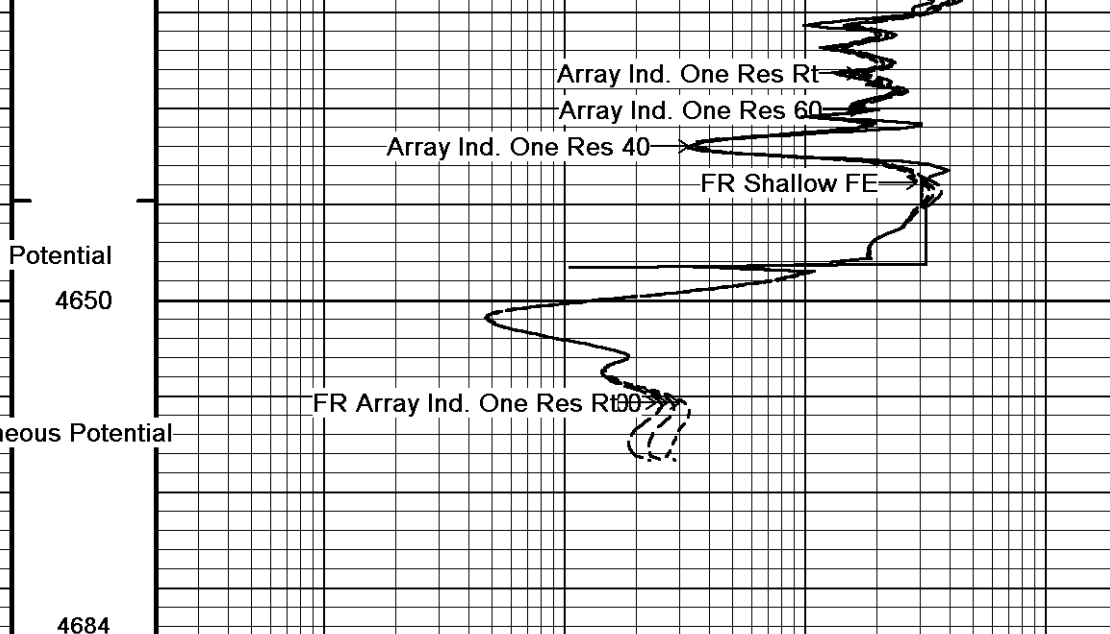 Array Ind. One Res Rt
Array Ind. One Res 60
Array Ind. One Res 40
FR Shallow FE
Potential
4650
FR Array Ind. One Res Rt
neous Potential
4684